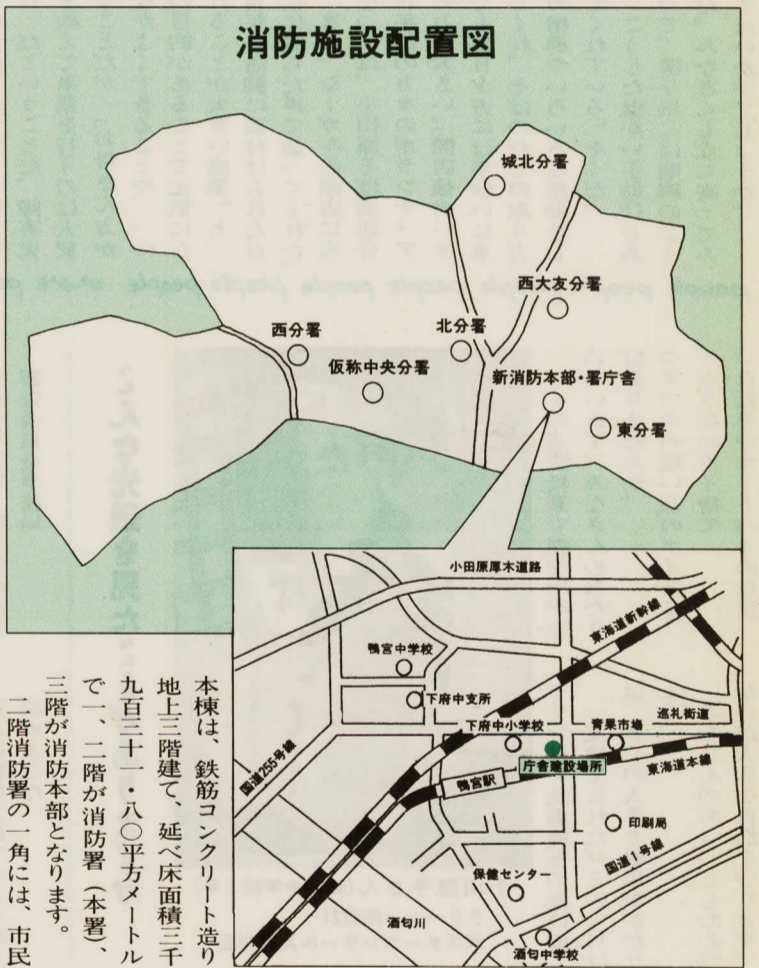 消防施設配置図
城北分署
西大友分署
北分署
西分署
仮称中央分署
新消防本部・署庁舎
東分署
小田原厚木道路
東海道新幹線
鴨宮中学校
下府中支所
巡礼街道
下府中小学校
青果市場
国道255号線
庁舎建設場所
東海道本線
鴨宮駅
印刷局
国道1号線
保健センター
酒匂川
酒匂中学校
本棟は、鉄筋コンクリート造り
地上三階建て、延べ床面積三千
九百三十一・八〇平方メートル
で一、二階が消防署（本署）、
三階が消防本部となります。
二階消防署の一角には、市民